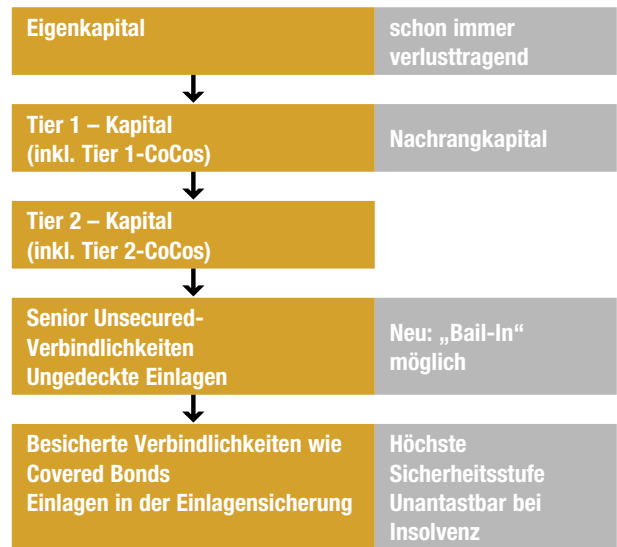 Eigenkapital
schon immer
verlusttragend
Tier 1 – Kapital
(inkl. Tier 1-CoCos)
Nachrangkapital
Tier 2 – Kapital
(inkl. Tier 2-CoCos)
Senior Unsecured-
Verbindlichkeiten
Ungedeckte Einlagen
Neu: „Bail-In“
möglich
Besicherte Verbindlichkeiten wie
Covered Bonds
Einlagen in der Einlagensicherung
Höchste
Sicherheitsstufe
Unantastbar bei
Insolvenz